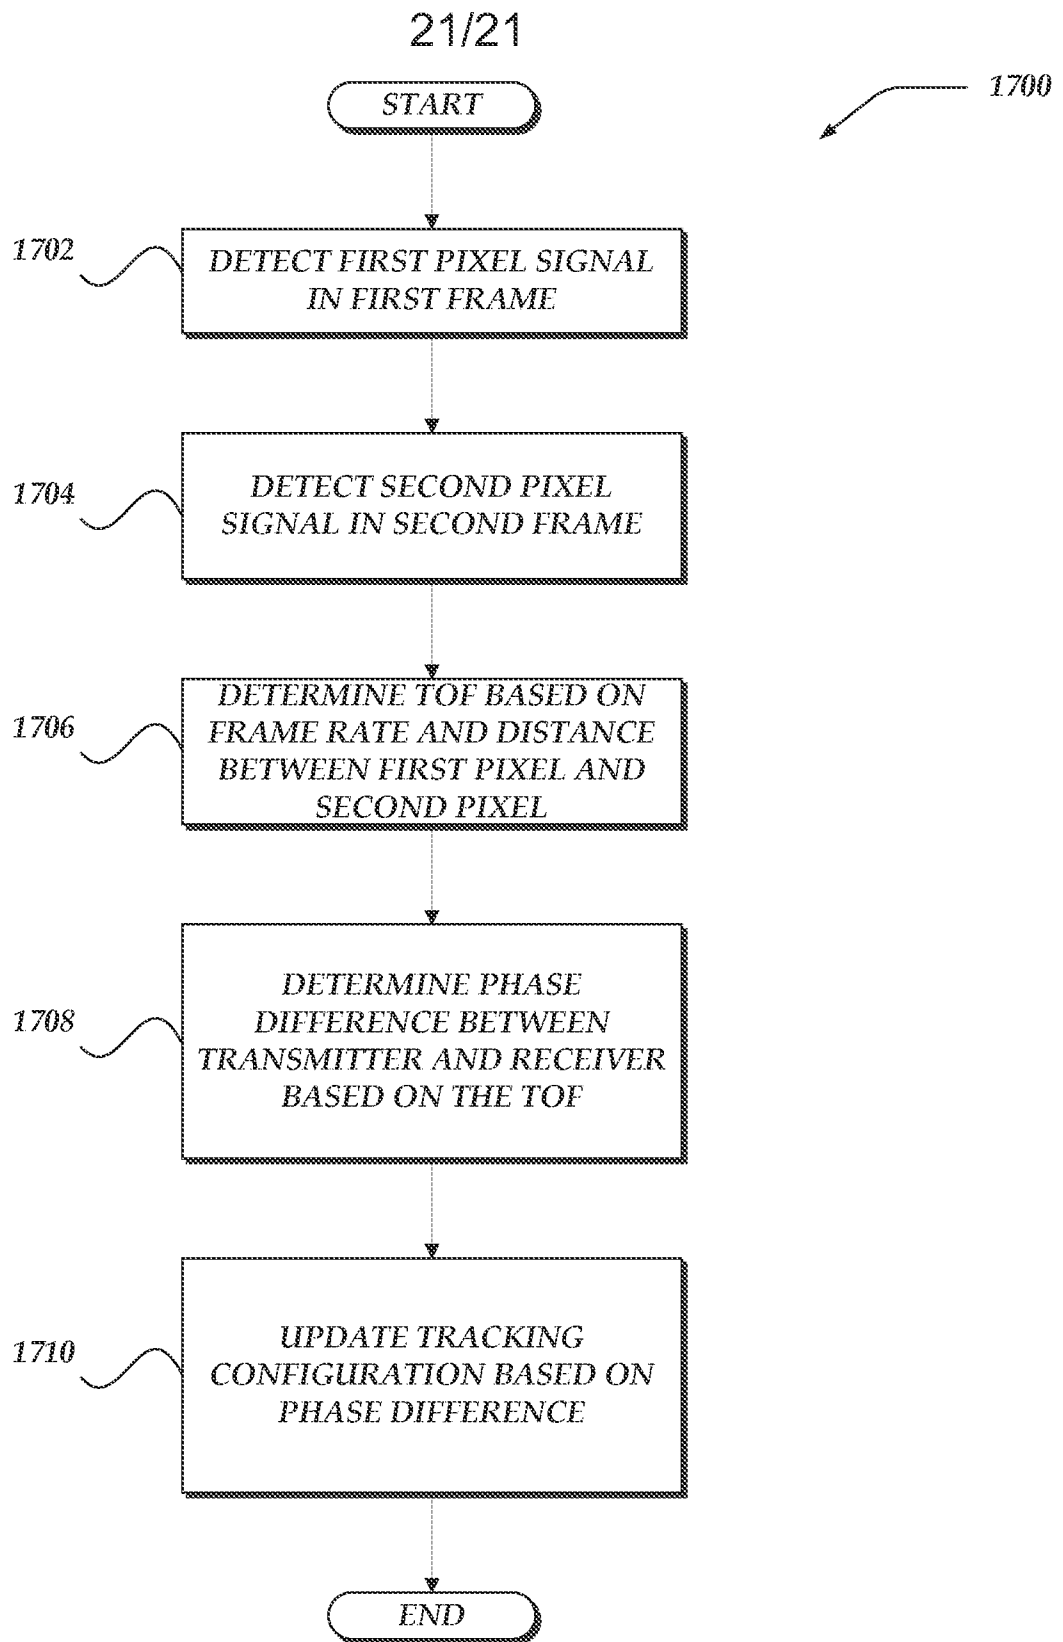 21/21
START
1700
1702
DETECT FIRST PIXEL SIGNAL
IN FIRST FRAME
1704
DETECT SECOND PIXEL
SIGNAL IN SECOND FRAME
1706
DETERMINE TOF BASED ON
FRAME RATE AND DISTANCE
BETWEEN FIRST PIXEL AND
SECOND PIXEL
1708
DETERMINE PHASE
DIFFERENCE BETWEEN
TRANSMITTER AND RECEIVER
BASED ON THE TOF
1710
UPDATE TRACKING
CONFIGURATION BASED ON
PHASE DIFFERENCE
END